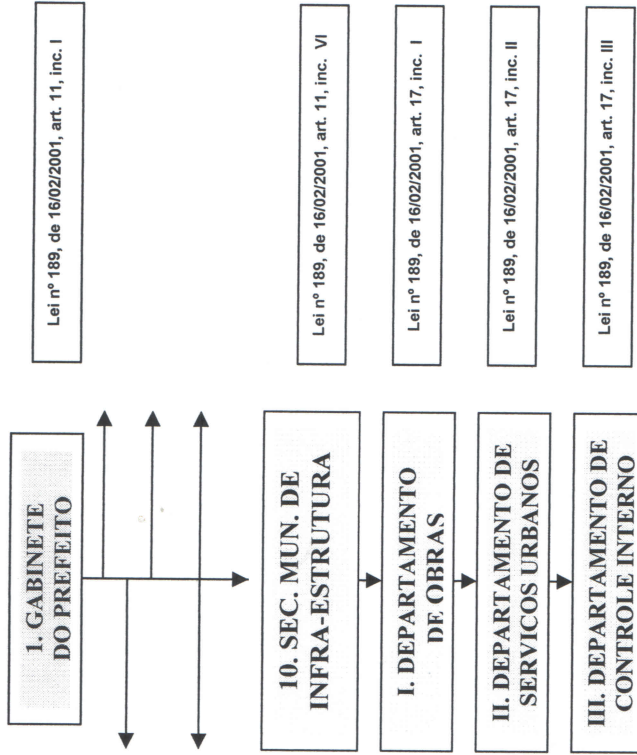 1. GABINETE
DO PREFEITO
Lei nº 189, de 16/02/2001, art. 11, inc. I
10. SEC. MUN. DE
INFRA-ESTRUTURA
Lei nº 189, de 16/02/2001, art. 11, inc. VI
I. DEPARTAMENTO
DE OBRAS
Lei nº 189, de 16/02/2001, art. 17, inc. I
II. DEPARTAMENTO DE
SERVICOS URBANOS
Lei nº 189, de 16/02/2001, art. 17, inc. II
III. DEPARTAMENTO DE
CONTROLE INTERNO
Lei nº 189, de 16/02/2001, art. 17, inc. III